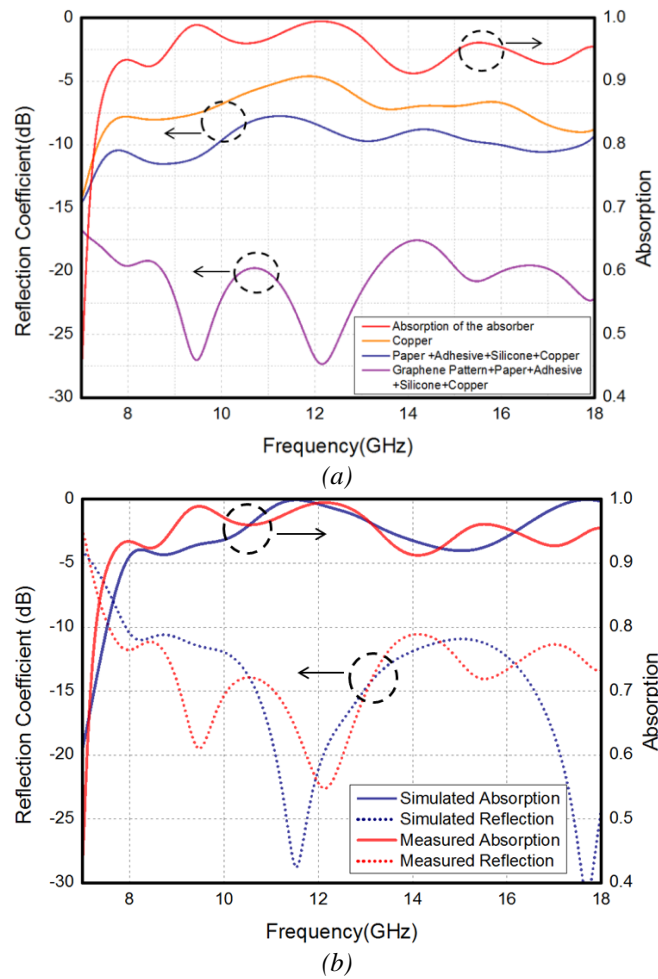 0
-5
-10
-15
-20
-25
-30
Reflection Coefficient(dB)
1.0
0.9
0.8
0.7
0.6
0.5
0.4
Absorption
Absorption of the absorber
Copper
Paper +Adhesive+Silicone+Copper
Graphene Pattern+Paper+Adhesive
+Silicone+Copper
8 10 12 14 16 18
Frequency(GHz)
(a)
0
-5
-10
-15
-20
-25
-30
Reflection Coefficient (dB)
1.0
0.9
0.8
0.7
0.6
0.5
0.4
Absorption
Simulated Absorption
Simulated Reflection
Measured Absorption
Measured Reflection
8 10 12 14 16 18
Frequency(GHz)
(b)